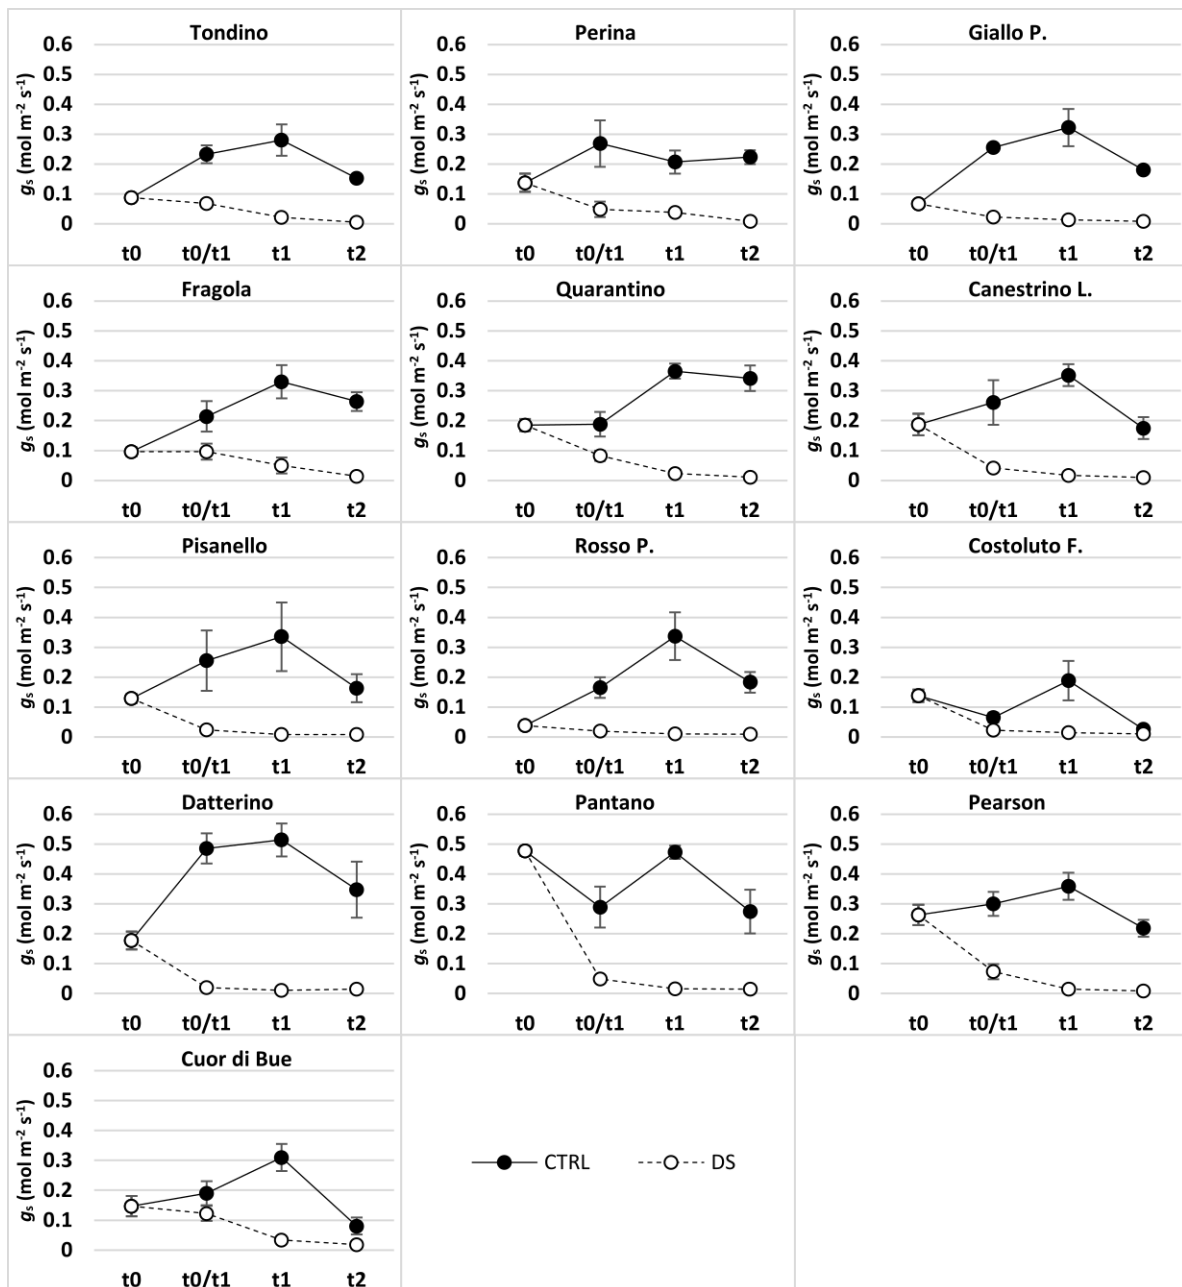 Tondino
gs (mol m-2 s-1)
0.6
0.5
0.4
0.3
0.2
0.1
0
t0 t0/t1 t1 t2
Perina
gs (mol m-2 s-1)
0.6
0.5
0.4
0.3
0.2
0.1
0
t0 t0/t1 t1 t2
Giallo P.
gs (mol m-2 s-1)
0.6
0.5
0.4
0.3
0.2
0.1
0
t0 t0/t1 t1 t2
Fragola
gs (mol m-2 s-1)
0.6
0.5
0.4
0.3
0.2
0.1
0
t0 t0/t1 t1 t2
Quarantino
gs (mol m-2 s-1)
0.6
0.5
0.4
0.3
0.2
0.1
0
t0 t0/t1 t1 t2
Canestrino L.
gs (mol m-2 s-1)
0.6
0.5
0.4
0.3
0.2
0.1
0
t0 t0/t1 t1 t2
Pisanello
gs (mol m-2 s-1)
0.6
0.5
0.4
0.3
0.2
0.1
0
t0 t0/t1 t1 t2
Rosso P.
gs (mol m-2 s-1)
0.6
0.5
0.4
0.3
0.2
0.1
0
t0 t0/t1 t1 t2
Costoluto F.
gs (mol m-2 s-1)
0.6
0.5
0.4
0.3
0.2
0.1
0
t0 t0/t1 t1 t2
Datterino
gs (mol m-2 s-1)
0.6
0.5
0.4
0.3
0.2
0.1
0
t0 t0/t1 t1 t2
Pantano
gs (mol m-2 s-1)
0.6
0.5
0.4
0.3
0.2
0.1
0
t0 t0/t1 t1 t2
Pearson
gs (mol m-2 s-1)
0.6
0.5
0.4
0.3
0.2
0.1
0
t0 t0/t1 t1 t2
Cuor di Bue
gs (mol m-2 s-1)
0.6
0.5
0.4
0.3
0.2
0.1
0
t0 t0/t1 t1 t2
CTRL DS